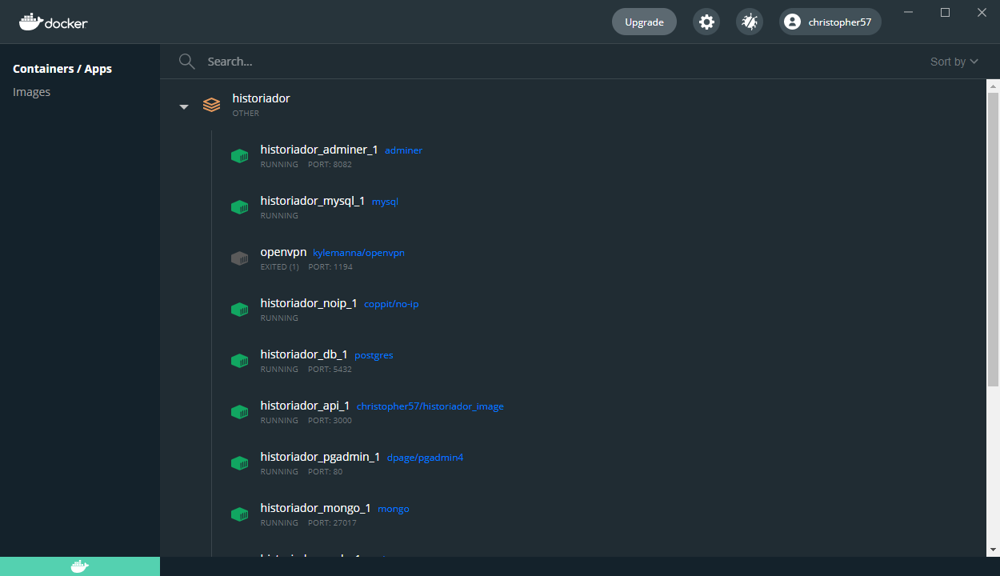 docker
Upgrade
christopher57
Containers / Apps
Images
Search...
Sort by
historiador
OTHER
historiador_adminer_1 adminer
RUNNING PORT: 8082
historiador_mysql_1 mysql
RUNNING
openvpn kylemanna/openvpn
EXITED (1) PORT: 1194
historiador_noip_1 coppit/no-ip
RUNNING
historiador_db_1 postgres
RUNNING PORT: 5432
historiador_api_1 christopher57/historiador_image
RUNNING PORT: 3000
historiador_pgadmin_1 dpage/pgadmin4
RUNNING PORT: 80
historiador_mongo_1 mongo
RUNNING PORT: 27017